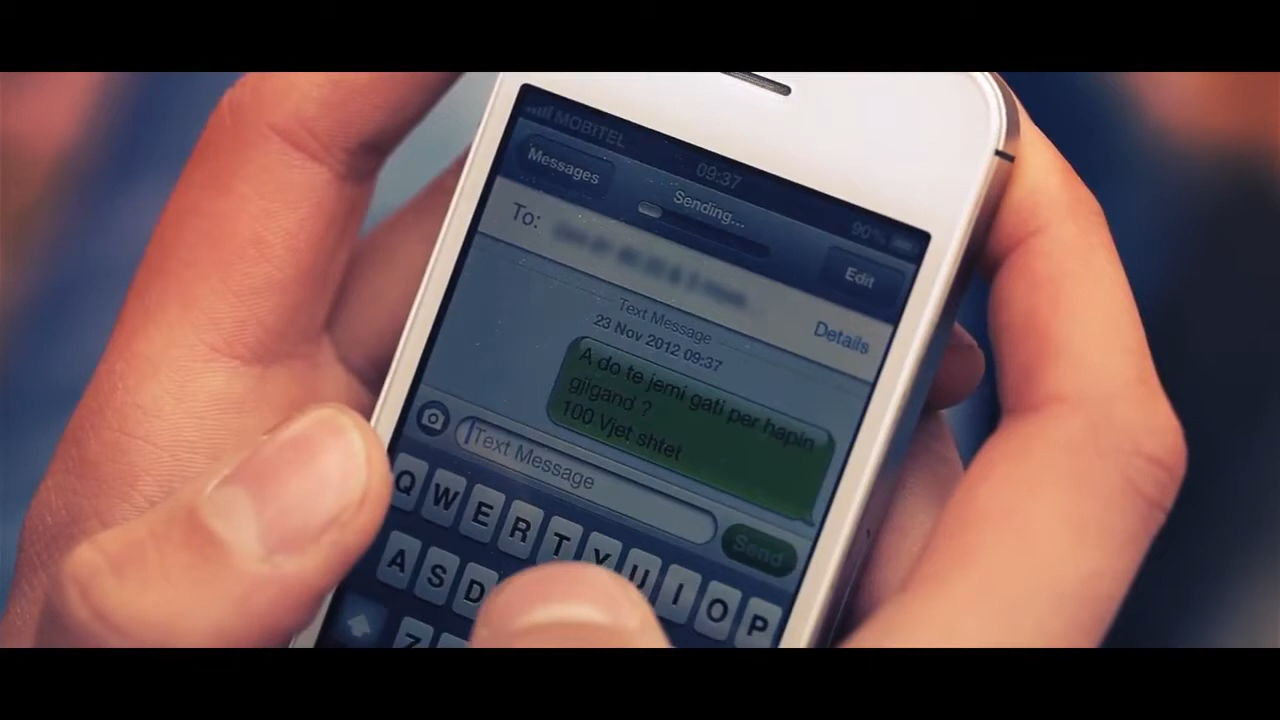 MOBITEL
09:37
90%
Messages
Sending...
Edit
To:
Details
Text Message
23 Nov 2012 09:37
A do te jemi gati per hapin
gjigand ?
100 Vjet shtet
Text Message
Send
Q W E R T Y U I O P
A S D
Z